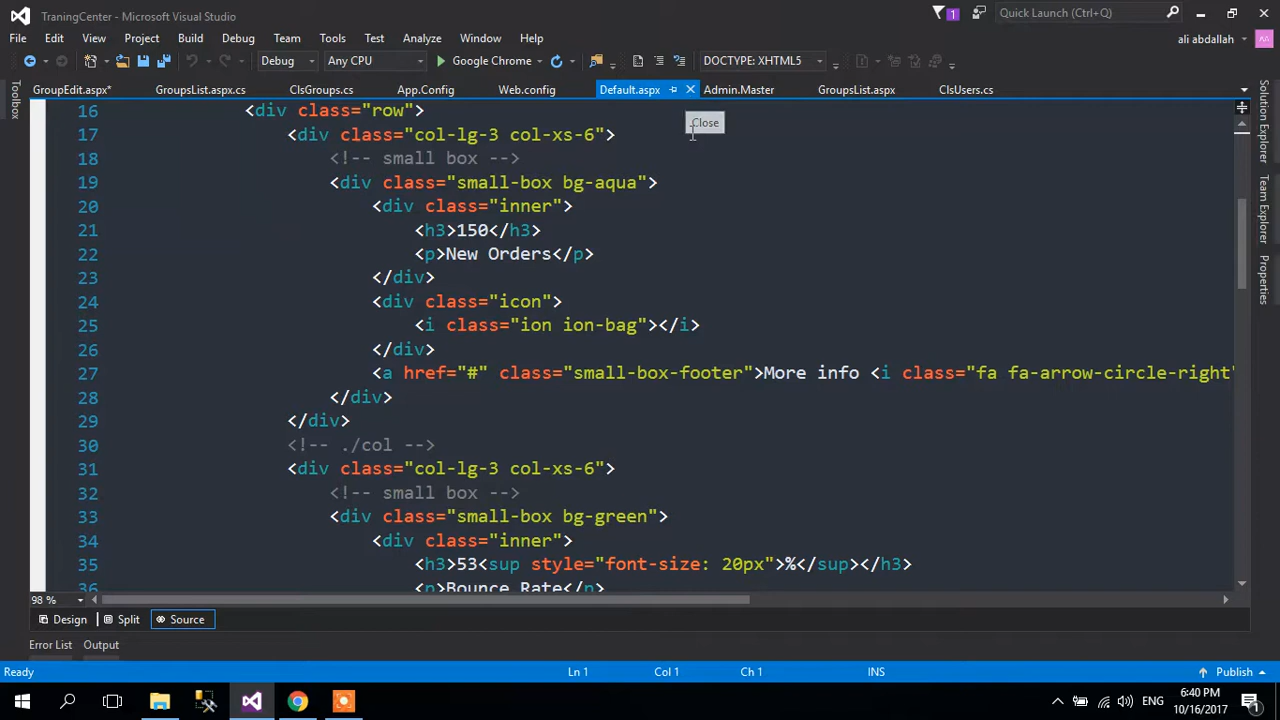 TraningCenter - Microsoft Visual Studio
1
Quick Launch (Ctrl+Q)
File Edit View Project Build Debug Team Tools Test Analyze Window Help
ali abdallah
AA
Debug Any CPU Google Chrome DOCTYPE: XHTML5
GroupEdit.aspx* GroupsList.aspx.cs ClsGroups.cs App.Config Web.config Default.aspx Admin.Master GroupsList.aspx ClsUsers.cs
Toolbox
Close
16 <div class="row">
17 <div class="col-lg-3 col-xs-6">
18 <!-- small box -->
19 <div class="small-box bg-aqua">
20 <div class="inner">
21 <h3>150</h3>
22 <p>New Orders</p>
23 </div>
24 <div class="icon">
25 <i class="ion ion-bag"></i>
26 </div>
27 <a href="#" class="small-box-footer">More info <i class="fa fa-arrow-circle-right"
28 </div>
29 </div>
30 <!-- ./col -->
31 <div class="col-lg-3 col-xs-6">
32 <!-- small box -->
33 <div class="small-box bg-green">
34 <div class="inner">
35 <h3>53<sup style="font-size: 20px">%</sup></h3>
36 <p>Bounce Rate</p>
Solution Explorer
Team Explorer
Properties
98 %
Design Split Source
Error List Output
Ready Ln 1 Col 1 Ch 1 INS Publish
ENG
6:40 PM
10/16/2017
1